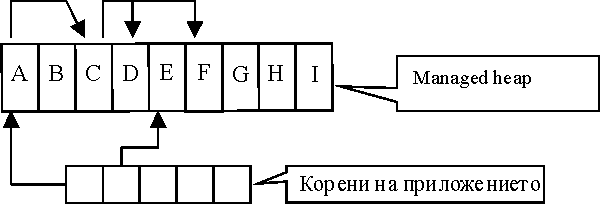 A B C D E F G H I
Managed heap
Корени на приложението